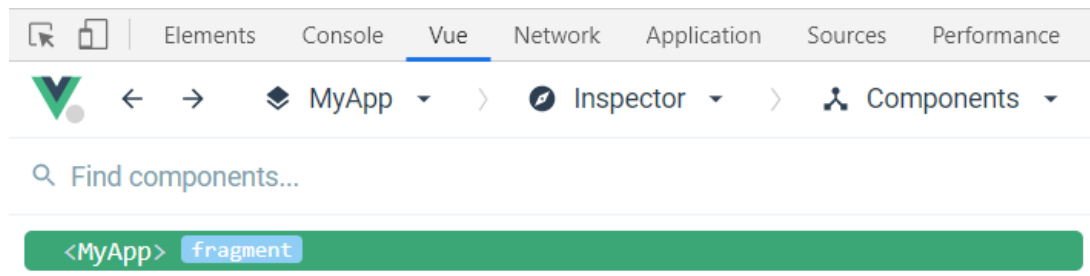 Elements Console Vue Network Application Sources Performance
MyApp Inspector Components
Find components...
<MyApp> fragment